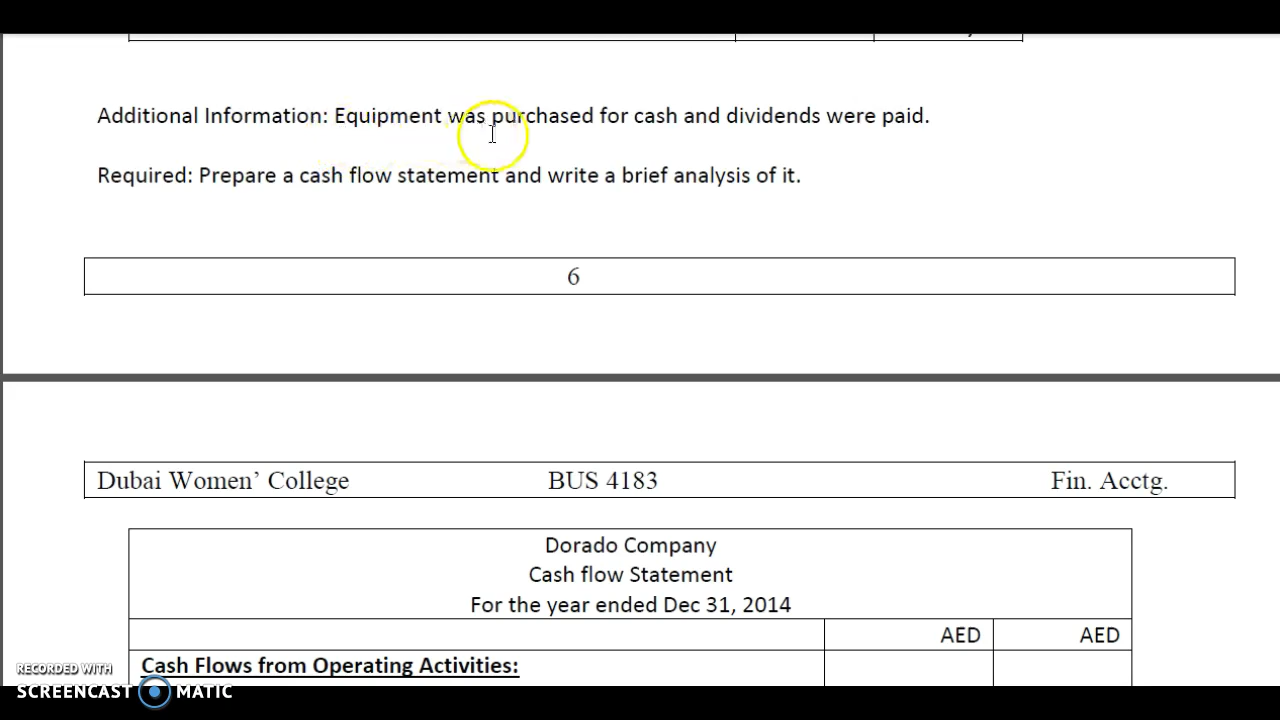 Additional Information: Equipment was purchased for cash and dividends were paid.
Required: Prepare a cash flow statement and write a brief analysis of it.
6
Dubai Women’ College BUS 4183 Fin. Acctg.
Dorado Company
Cash flow Statement
For the year ended Dec 31, 2014
AED AED
Cash Flows from Operating Activities:
RECORDED WITH
SCREENCAST MATIC